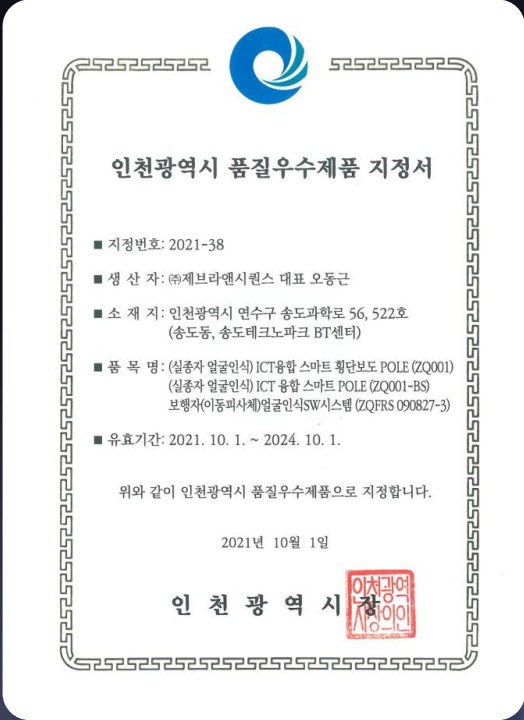 인천광역시 품질우수제품 지정서
■ 지정번호: 2021-38
■ 생 산 자: ㈜제브라앤시퀀스 대표 오동근
■ 소 재 지: 인천광역시 연수구 송도과학로 56, 522호
(송도동, 송도테크노파크 BT센터)
■ 품 목 명: (실종자 얼굴인식) ICT융합 스마트 횡단보도 POLE (ZQ001)
(실종자 얼굴인식) ICT 융합 스마트 POLE (ZQ001-BS)
보행자(이동피사체)얼굴인식SW시스템 (ZQFRS 090827-3)
■ 유효기간: 2021. 10. 1. ~ 2024. 10. 1.
위와 같이 인천광역시 품질우수제품으로 지정합니다.
2021년 10월 1일
인 천 광 역 시 장
인천광역
시장의인